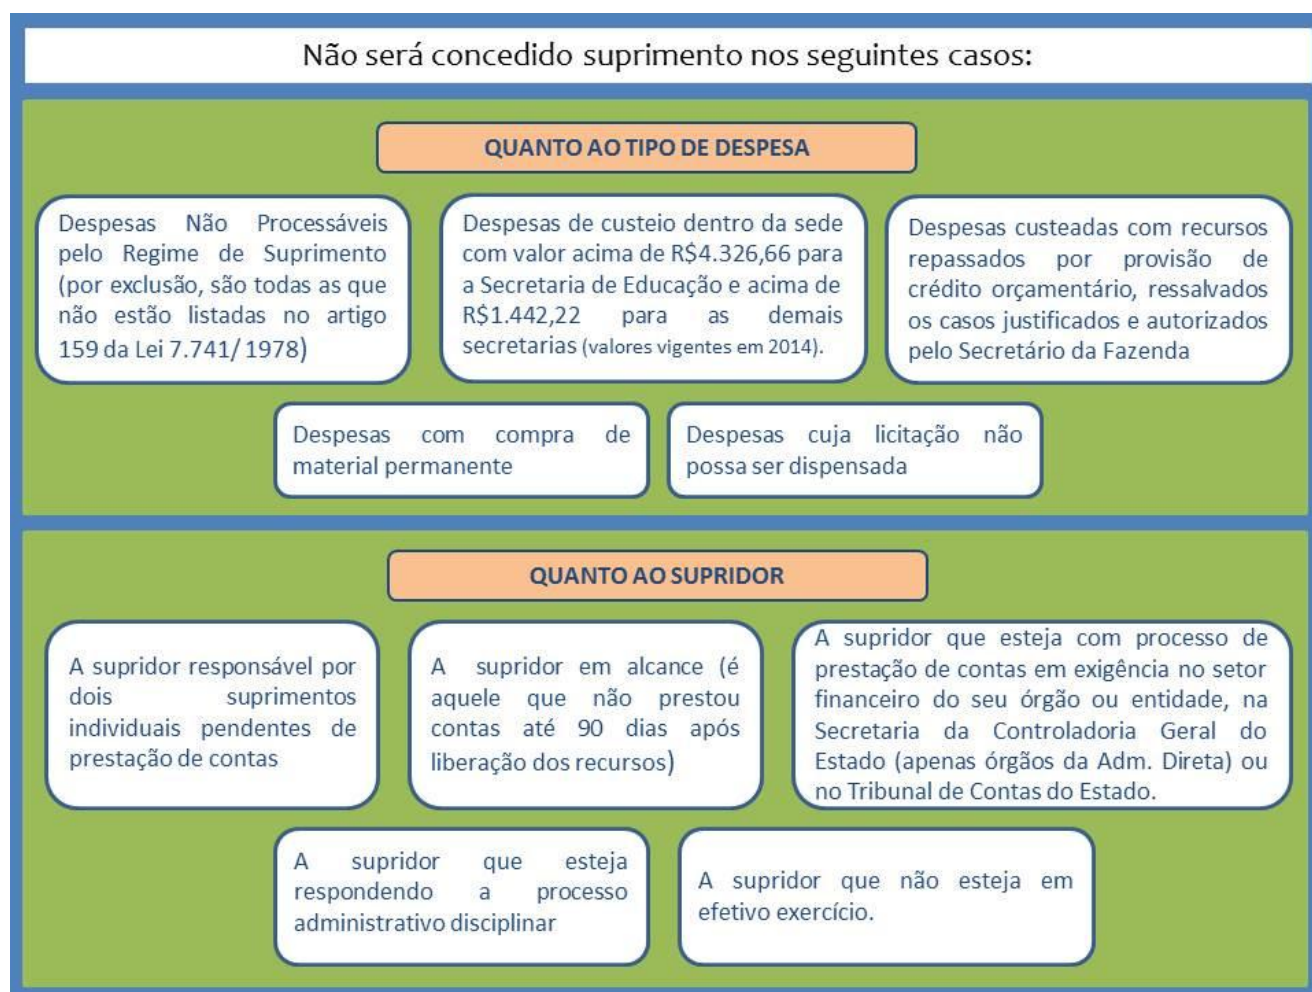 Não será concedido suprimento nos seguintes casos:
QUANTO AO TIPO DE DESPESA
Despesas Não Processáveis
pelo Regime de Suprimento
(por exclusão, são todas as que
não estão listadas no artigo
159 da Lei 7.741/ 1978)
Despesas de custeio dentro da sede
com valor acima de R$4.326,66 para
a Secretaria de Educação e acima de
R$1.442,22 para as demais
secretarias (valores vigentes em 2014).
Despesas custeadas com recursos
repassados por provisão de
crédito orçamentário, ressalvados
os casos justificados e autorizados
pelo Secretário da Fazenda
Despesas com compra de
material permanente
Despesas cuja licitação não
possa ser dispensada
QUANTO AO SUPRIDOR
A supridor responsável por
dois suprimentos
individuais pendentes de
prestação de contas
A supridor em alcance (é
aquele que não prestou
contas até 90 dias após
liberação dos recursos)
A supridor que esteja com processo de
prestação de contas em exigência no setor
financeiro do seu órgão ou entidade, na
Secretaria da Controladoria Geral do
Estado (apenas órgãos da Adm. Direta) ou
no Tribunal de Contas do Estado.
A supridor que esteja
respondendo a processo
administrativo disciplinar
A supridor que não esteja em
efetivo exercício.